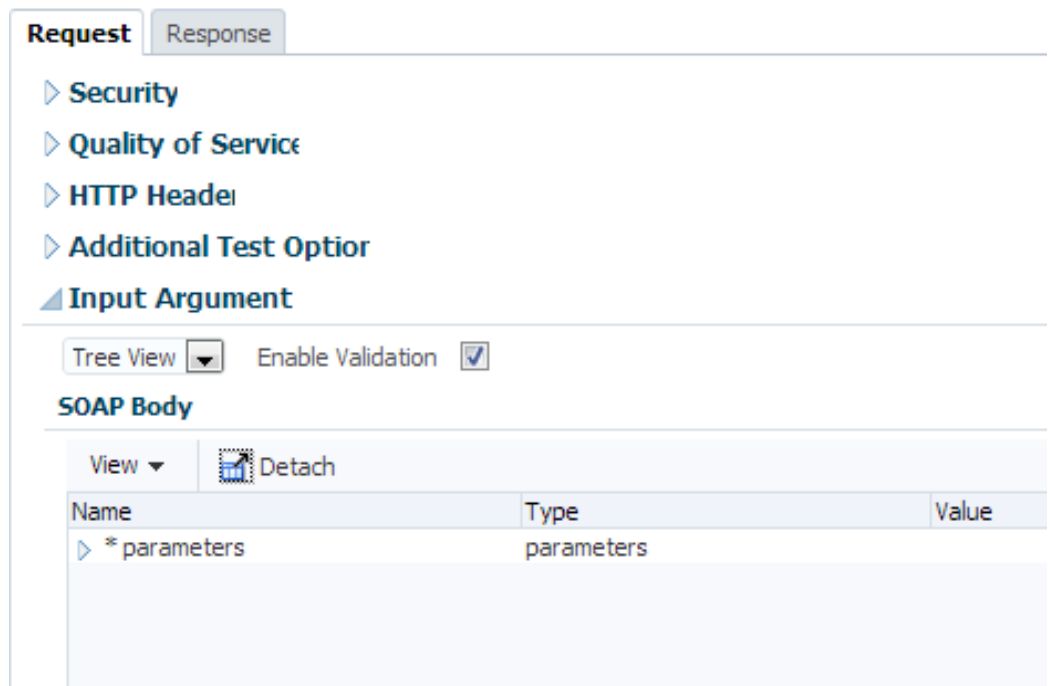 Request Response
Security
Quality of Service
HTTP Header
Additional Test Option
Input Argument
Tree View Enable Validation
SOAP Body
View Detach
Name Type Value
* parameters parameters